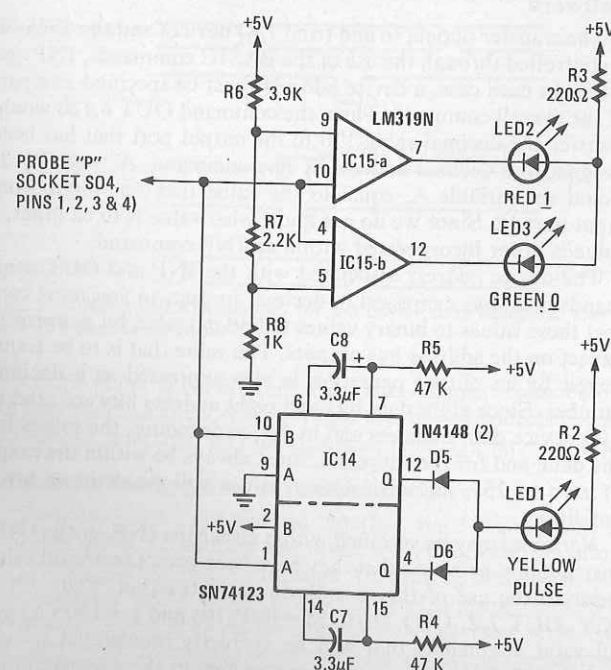 +5V
+5V
R6
3.9K
R3
220Ω
LM319N
LED2
9
7
IC15-a
10
RED 1
PROBE "P"
SOCKET SO4,
PINS 1, 2, 3 & 4)
LED3
R7
2.2K
4
12
IC15-b
5
GREEN 0
R8
1K
C8
R5
+5V
+5V
3.3µF
47 K
6
7
1N4148 (2)
R2
220Ω
10
B
IC14
12
D5
9
A
Q
LED1
+5V
2
B
1
A
4
Q
D6
YELLOW
PULSE
SN74123
14
15
C7
R4
+5V
3.3µF
47 K